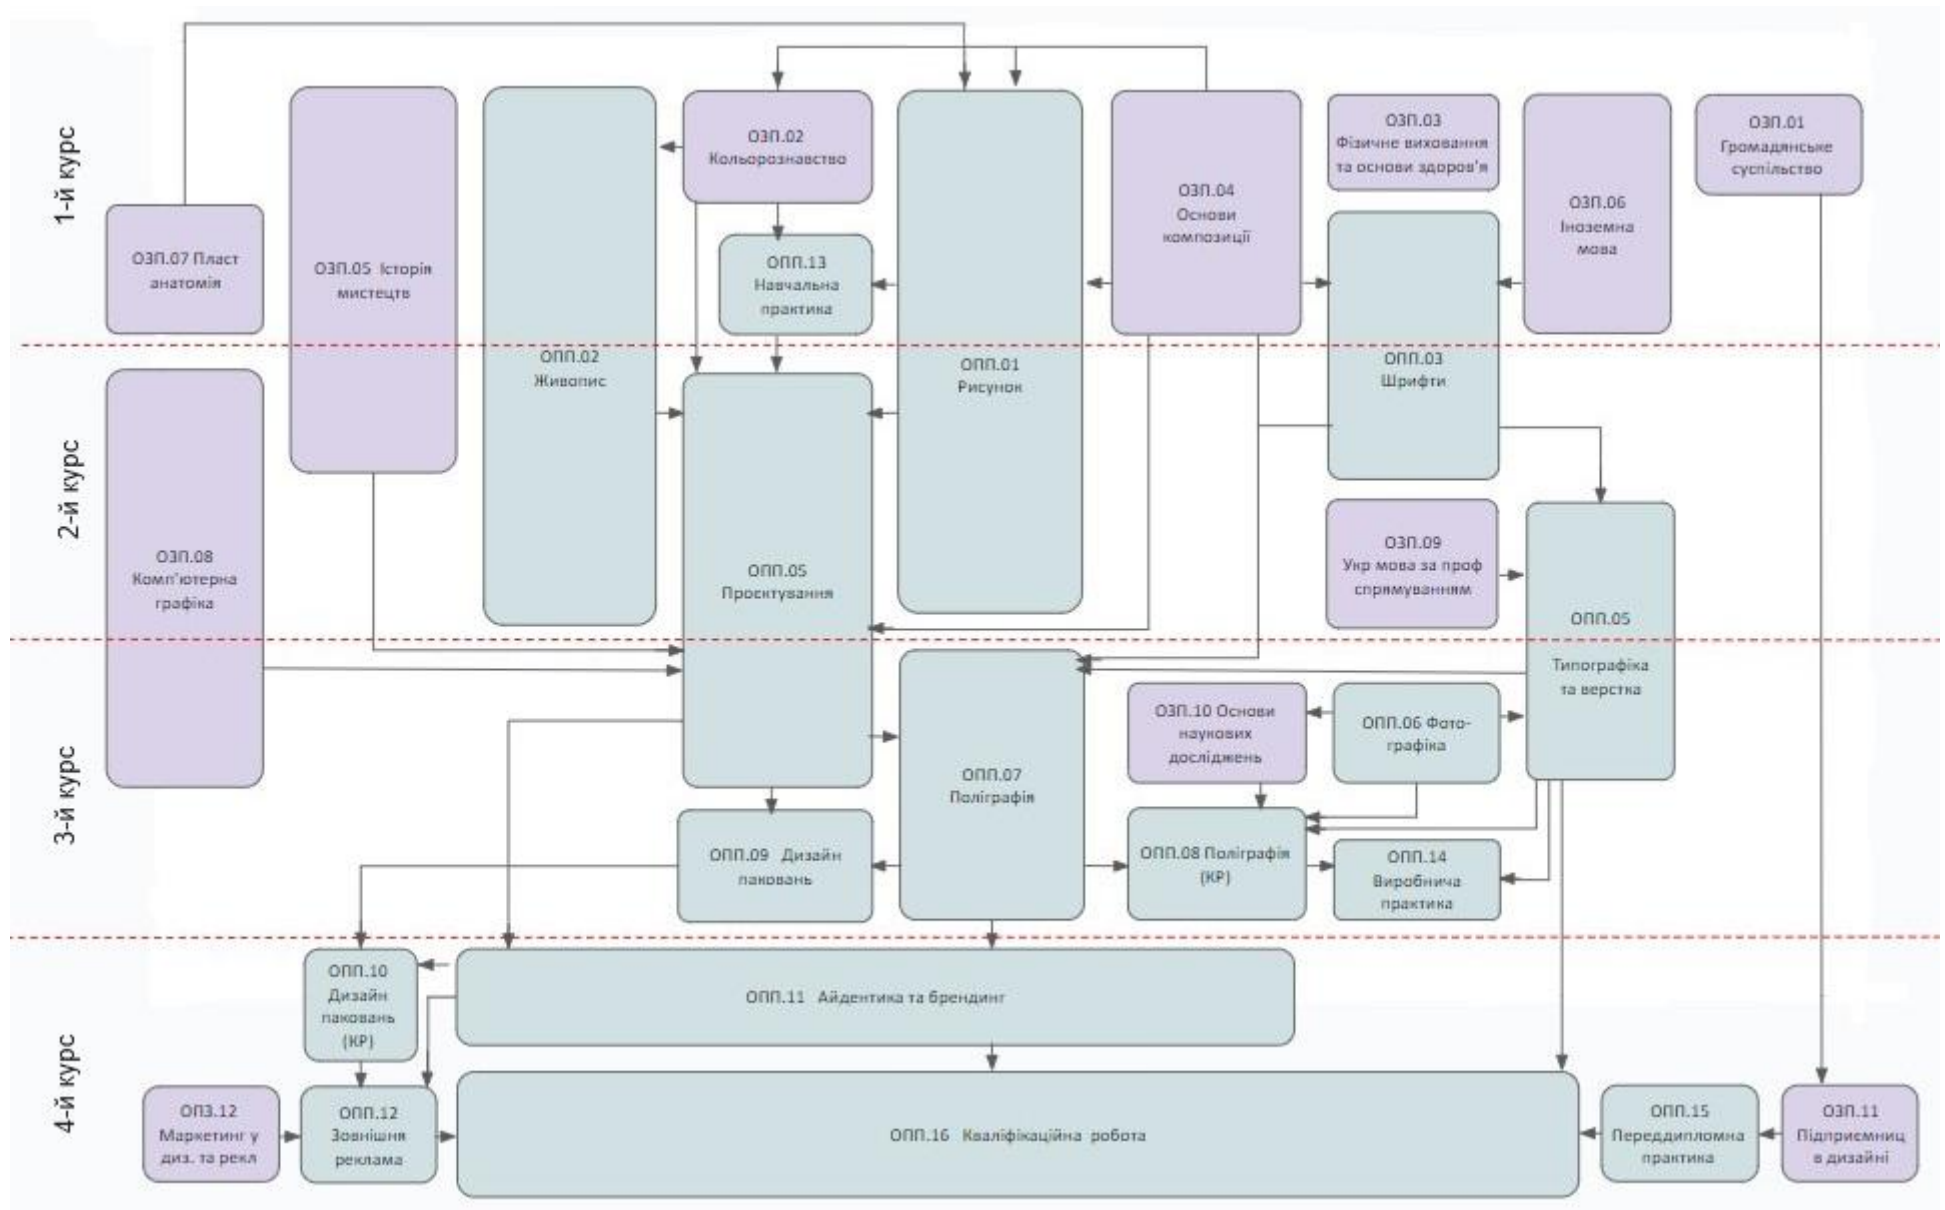 1-й курс
ОЗП.07 Пласт
анатомія
ОЗП.05 Історія
мистецтв
ОПП.02
Живопис
ОЗП.02
Кольорознавство
ОПП.13
Навчальна
практика
ОПП.01
Рисунок
ОЗП.04
Основи
композиції
ОЗП.03
Фізичне виховання
та основи здоров'я
ОПП.03
Шрифти
ОЗП.06
Іноземна
мова
ОЗП.01
Громадянське
суспільство
2-й курс
ОЗП.08
Комп'ютерна
графіка
ОПП.05
Проєктування
ОЗП.09
Укр мова за проф
спрямуванням
ОПП.05
Типографіка
та верстка
3-й курс
ОПП.07
Поліграфія
ОЗП.10 Основи
наукових
досліджень
ОПП.06 Фото-
графіка
ОПП.09 Дизайн
паковань
ОПП.08 Поліграфія
(КР)
ОПП.14
Виробнича
практика
4-й курс
ОПП.10
Дизайн
паковань
(КР)
ОПП.11 Айдентика та брендинг
ОПЗ.12
Маркетинг у
диз. та рекл
ОПП.12
Зовнішня
реклама
ОПП.16 Кваліфікаційна робота
ОПП.15
Переддипломна
практика
ОЗП.11
Підприємниц
в дизайні